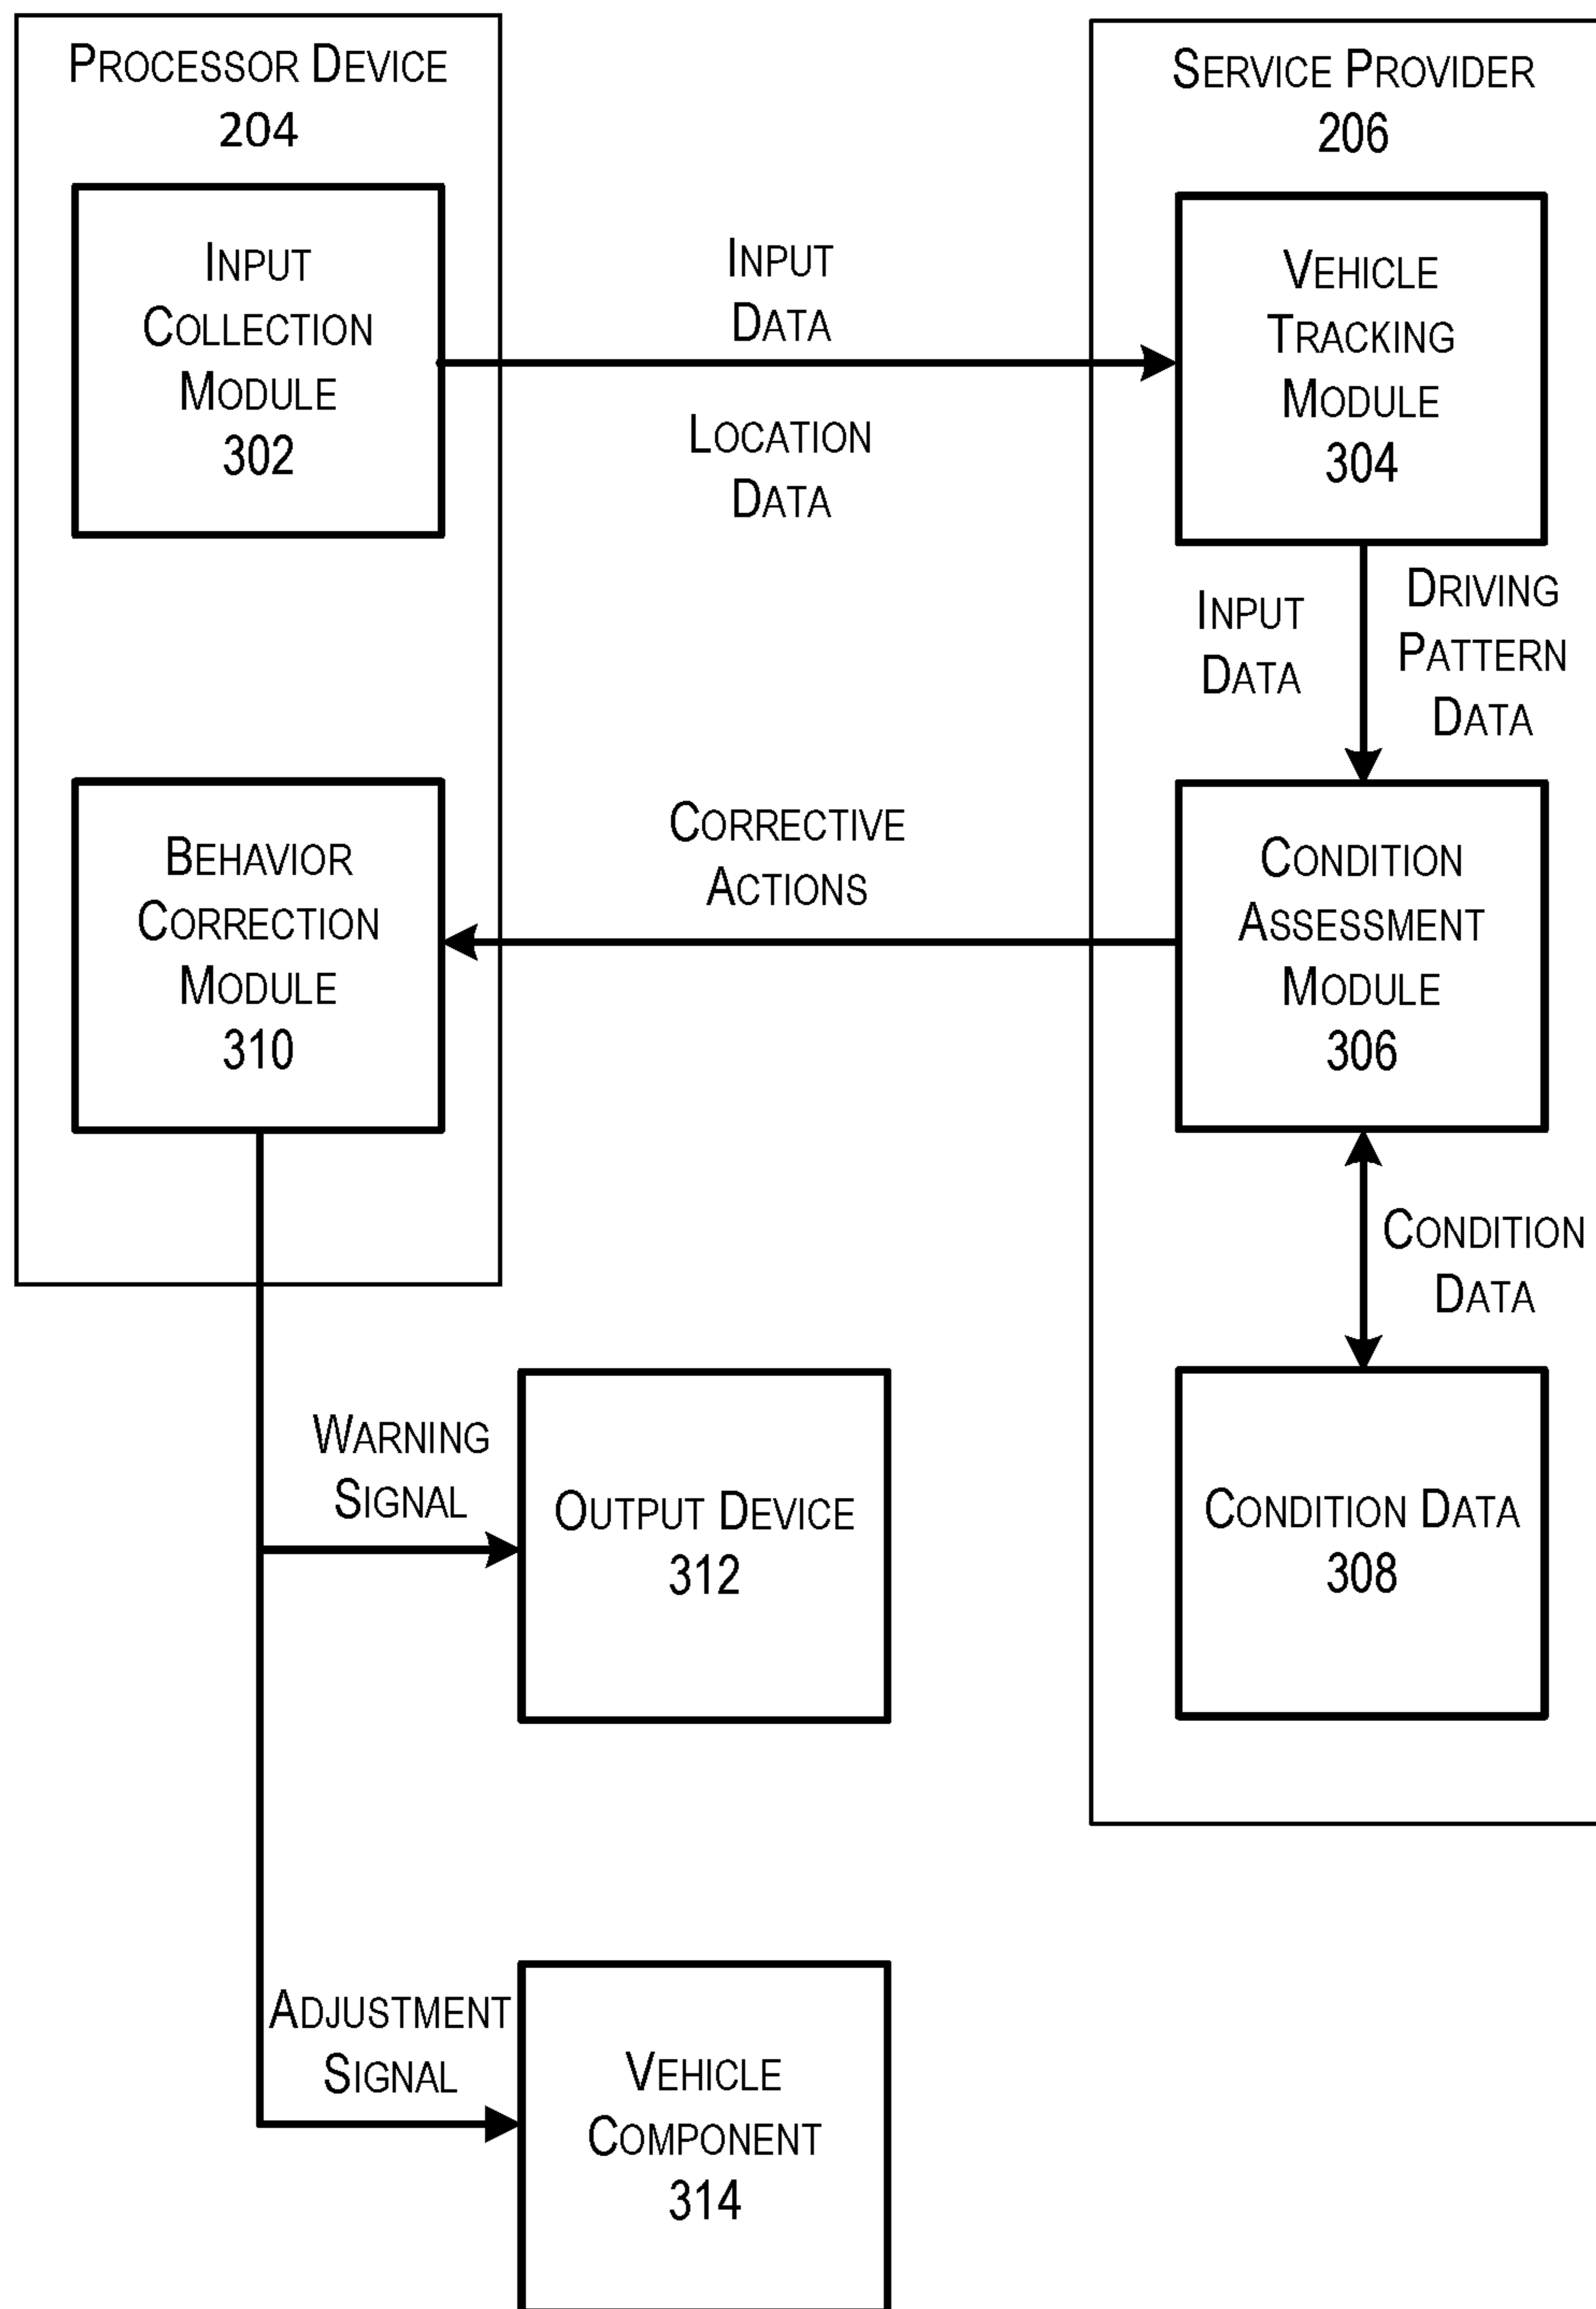 PROCESSOR DEVICE
204
INPUT
COLLECTION
MODULE
302
INPUT
DATA
LOCATION
DATA
SERVICE PROVIDER
206
VEHICLE
TRACKING
MODULE
304
INPUT
DATA
DRIVING
PATTERN
DATA
BEHAVIOR
CORRECTION
MODULE
310
CORRECTIVE
ACTIONS
CONDITION
ASSESSMENT
MODULE
306
CONDITION
DATA
WARNING
SIGNAL
OUTPUT DEVICE
312
CONDITION DATA
308
ADJUSTMENT
SIGNAL
VEHICLE
COMPONENT
314